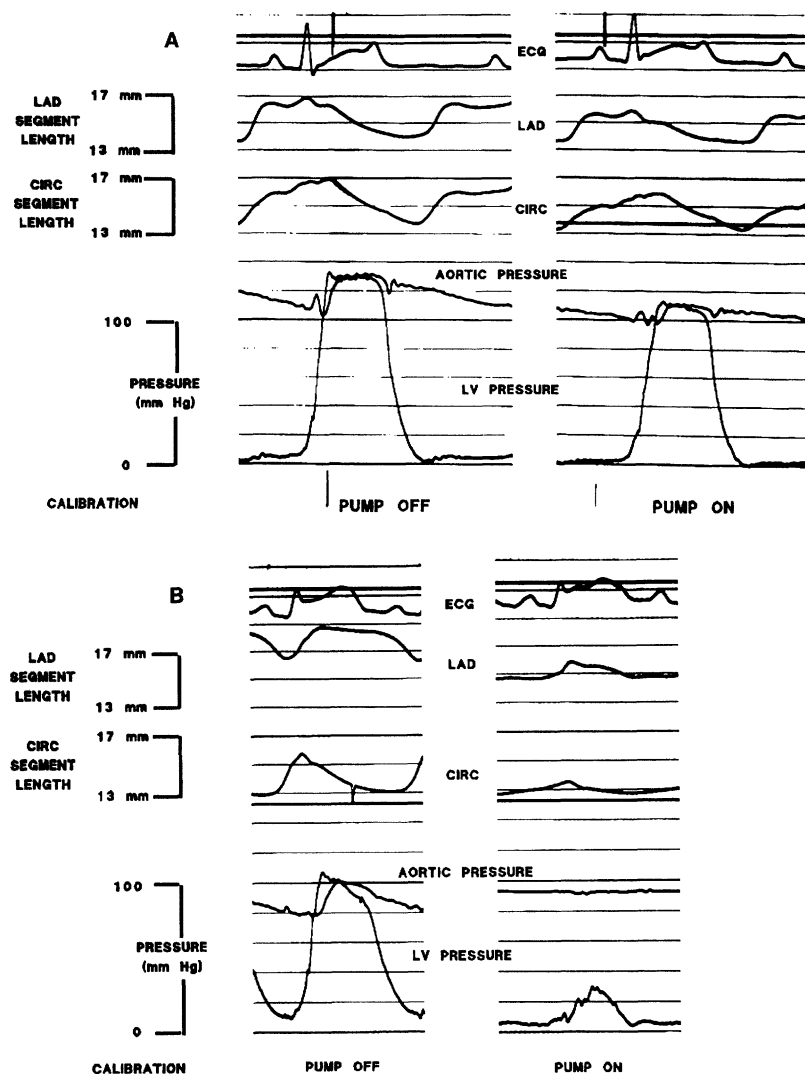 A
ECG
17 mm
LAD
SEGMENT
LENGTH
LAD
13 mm
17 mm
CIRC
SEGMENT
LENGTH
CIRC
13 mm
AORTIC PRESSURE
100
PRESSURE
(mm Hg)
LV PRESSURE
0
CALIBRATION
PUMP OFF
PUMP ON
B
ECG
17 mm
LAD
SEGMENT
LENGTH
LAD
13 mm
17 mm
CIRC
SEGMENT
LENGTH
CIRC
13 mm
AORTIC PRESSURE
100
PRESSURE
(mm Hg)
LV PRESSURE
0
CALIBRATION
PUMP OFF
PUMP ON